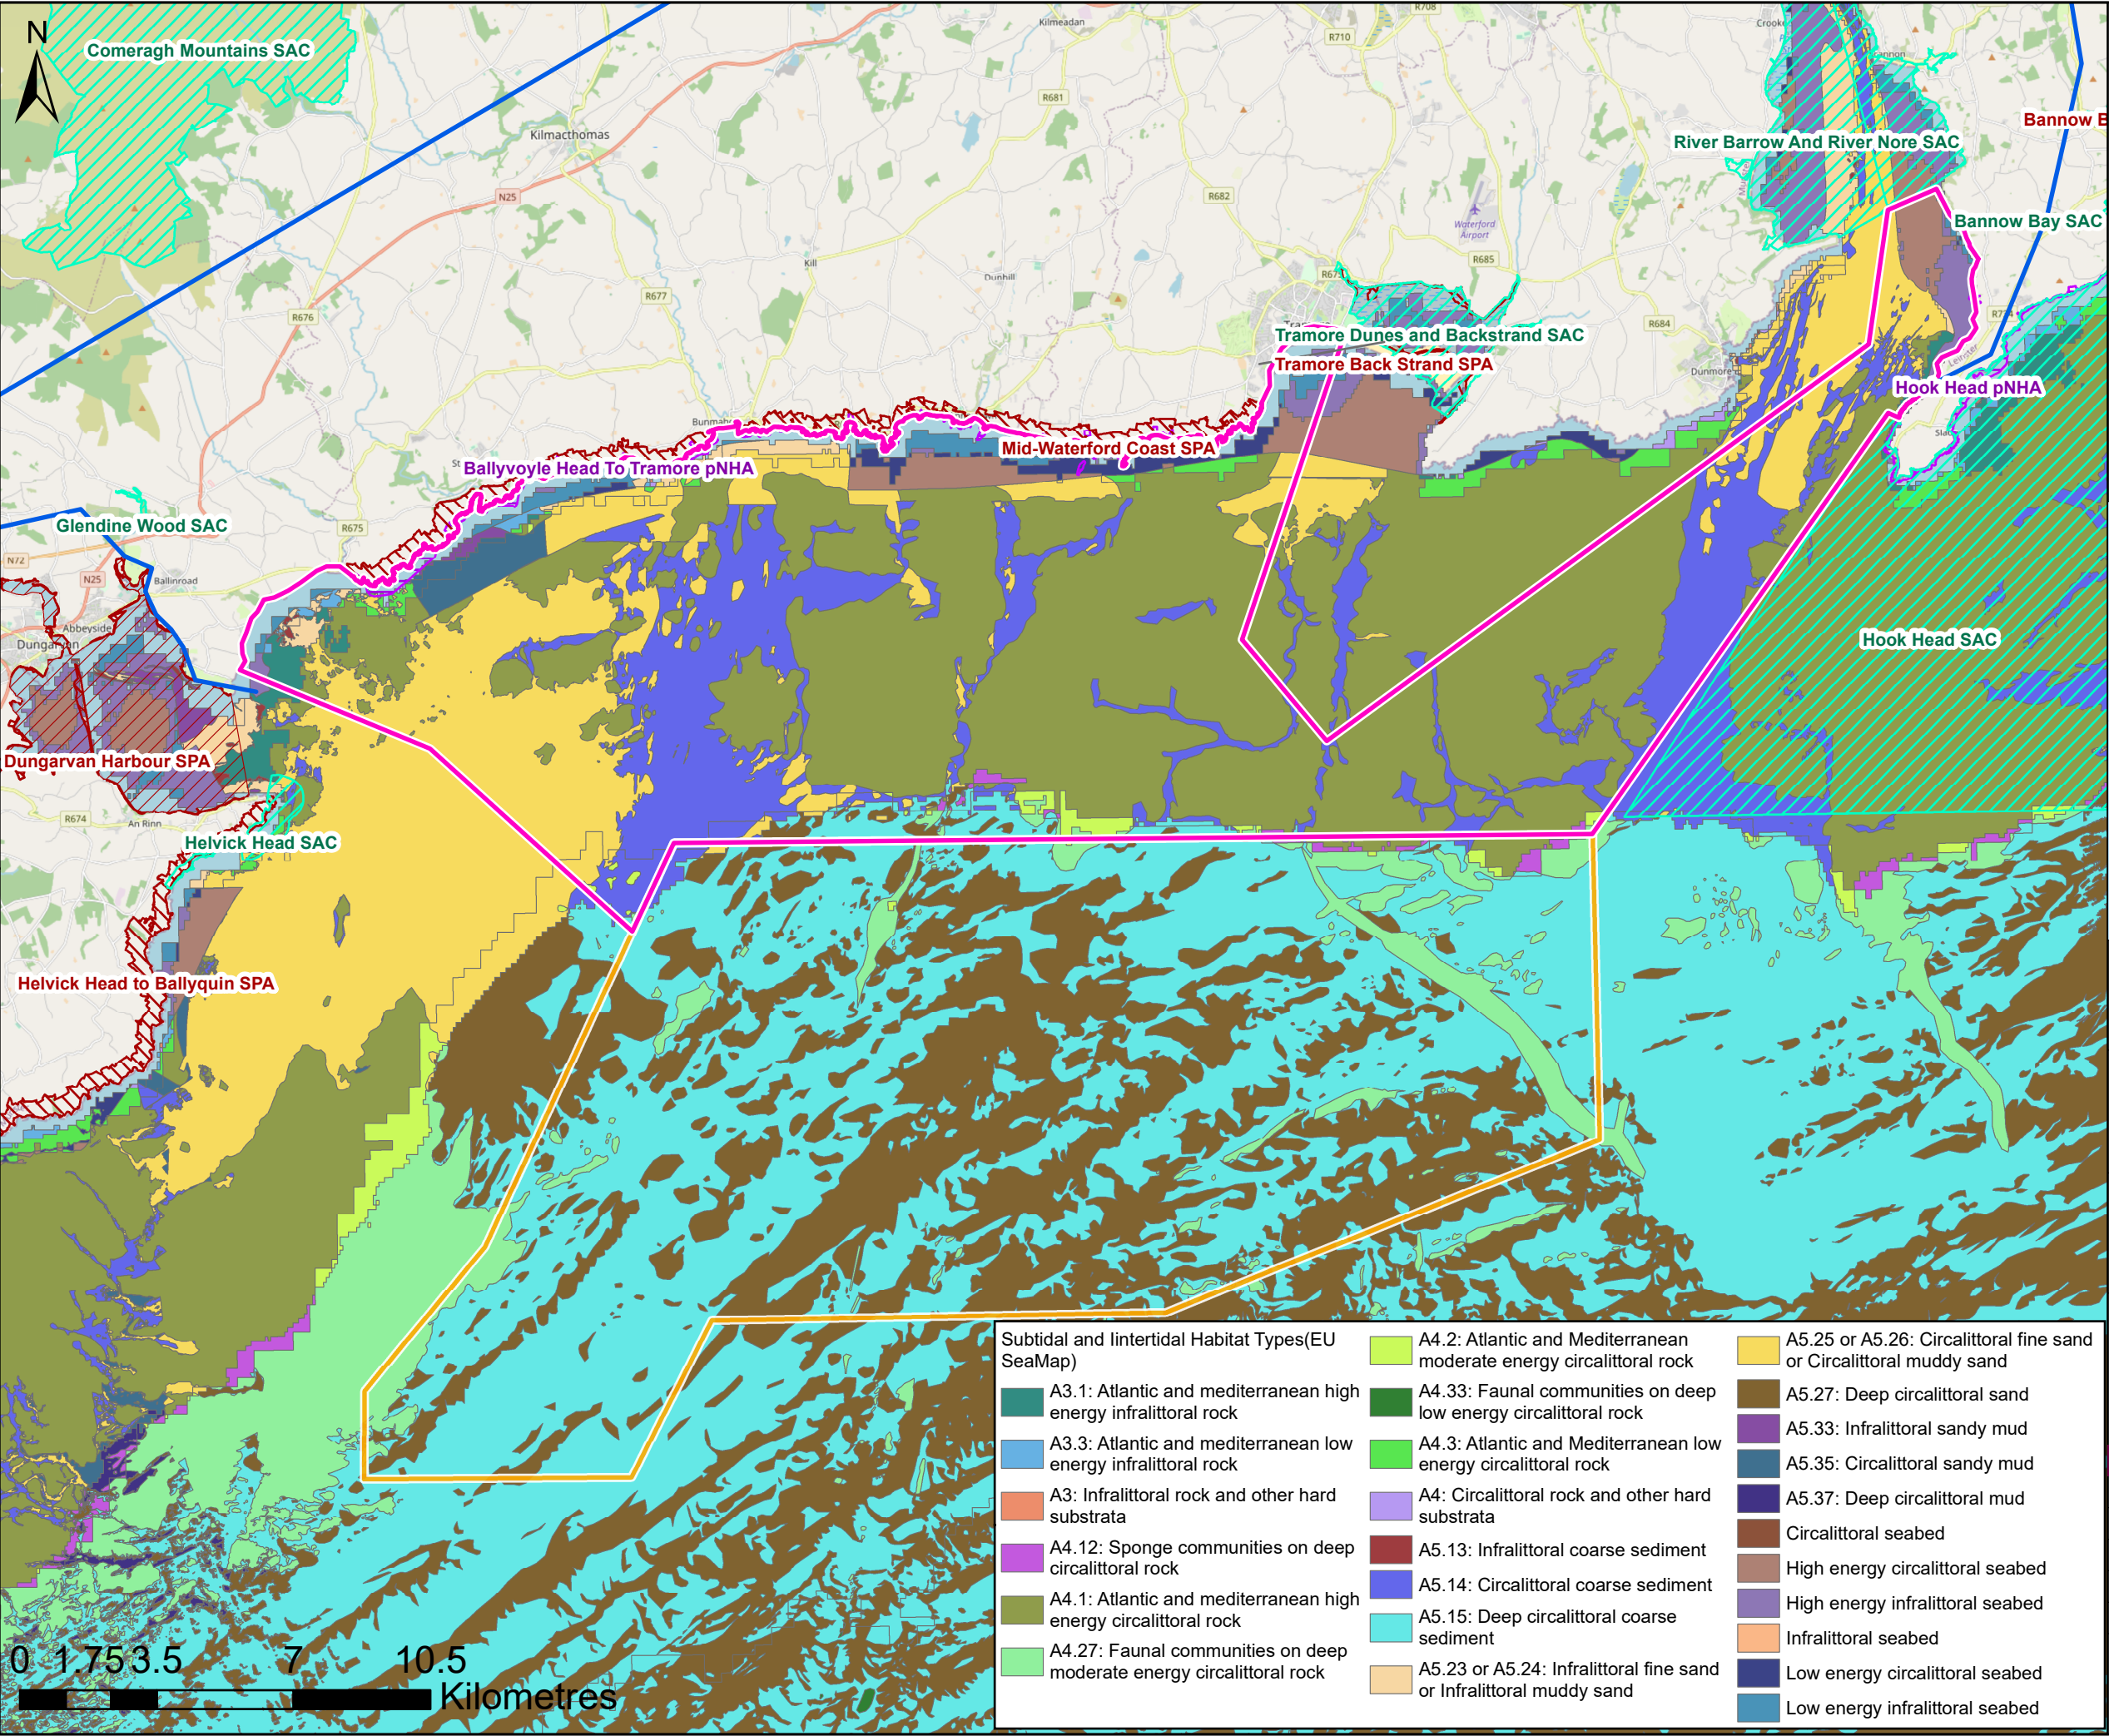 N
Comeragh Mountains SAC
Kilmeadan
R708
R710
Kilmacthomas
R681
N25
R682
Waterford
Airport
River Barrow And River Nore SAC
Bannow B
Bannow Bay SAC
Kill
Dunhill
R685
R677
R676
R684
Tramore Dunes and Backstrand SAC
Tramore Back Strand SPA
Hook Head pNHA
Mid-Waterford Coast SPA
Ballyvoyle Head To Tramore pNHA
Glendine Wood SAC
R675
N72
N25
Ballinroad
Abbeyside
Dungarvan
Hook Head SAC
Dungarvan Harbour SPA
R674
An Rinn
Helvick Head SAC
Helvick Head to Ballyquin SPA
Subtidal and Iintertidal Habitat Types(EU
SeaMap)
A3.1: Atlantic and mediterranean high
energy infralittoral rock
A3.3: Atlantic and mediterranean low
energy infralittoral rock
A3: Infralittoral rock and other hard
substrata
A4.12: Sponge communities on deep
circalittoral rock
A4.1: Atlantic and mediterranean high
energy circalittoral rock
A4.27: Faunal communities on deep
moderate energy circalittoral rock
A4.2: Atlantic and Mediterranean
moderate energy circalittoral rock
A4.33: Faunal communities on deep
low energy circalittoral rock
A4.3: Atlantic and Mediterranean low
energy circalittoral rock
A4: Circalittoral rock and other hard
substrata
A5.13: Infralittoral coarse sediment
A5.14: Circalittoral coarse sediment
A5.15: Deep circalittoral coarse
sediment
A5.23 or A5.24: Infralittoral fine sand
or Infralittoral muddy sand
A5.25 or A5.26: Circalittoral fine sand
or Circalittoral muddy sand
A5.27: Deep circalittoral sand
A5.33: Infralittoral sandy mud
A5.35: Circalittoral sandy mud
A5.37: Deep circalittoral mud
Circalittoral seabed
High energy circalittoral seabed
High energy infralittoral seabed
Infralittoral seabed
Low energy circalittoral seabed
Low energy infralittoral seabed
0 1.75 3.5 7 10.5
Kilometres